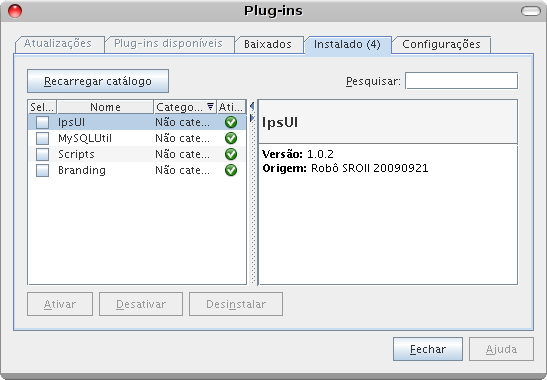 Plug-ins
Atualizações Plug-ins disponíveis Baixados Instalado (4) Configurações
Recarregar catálogo Pesquisar:
Sel... Nome Catego... Ati...
IpsUI Não cate...
MySQLUtil Não cate...
Scripts Não cate...
Branding Não cate...
IpsUI
Versão: 1.0.2
Origem: Robô SROII 20090921
Ativar Desativar Desinstalar
Fechar Ajuda